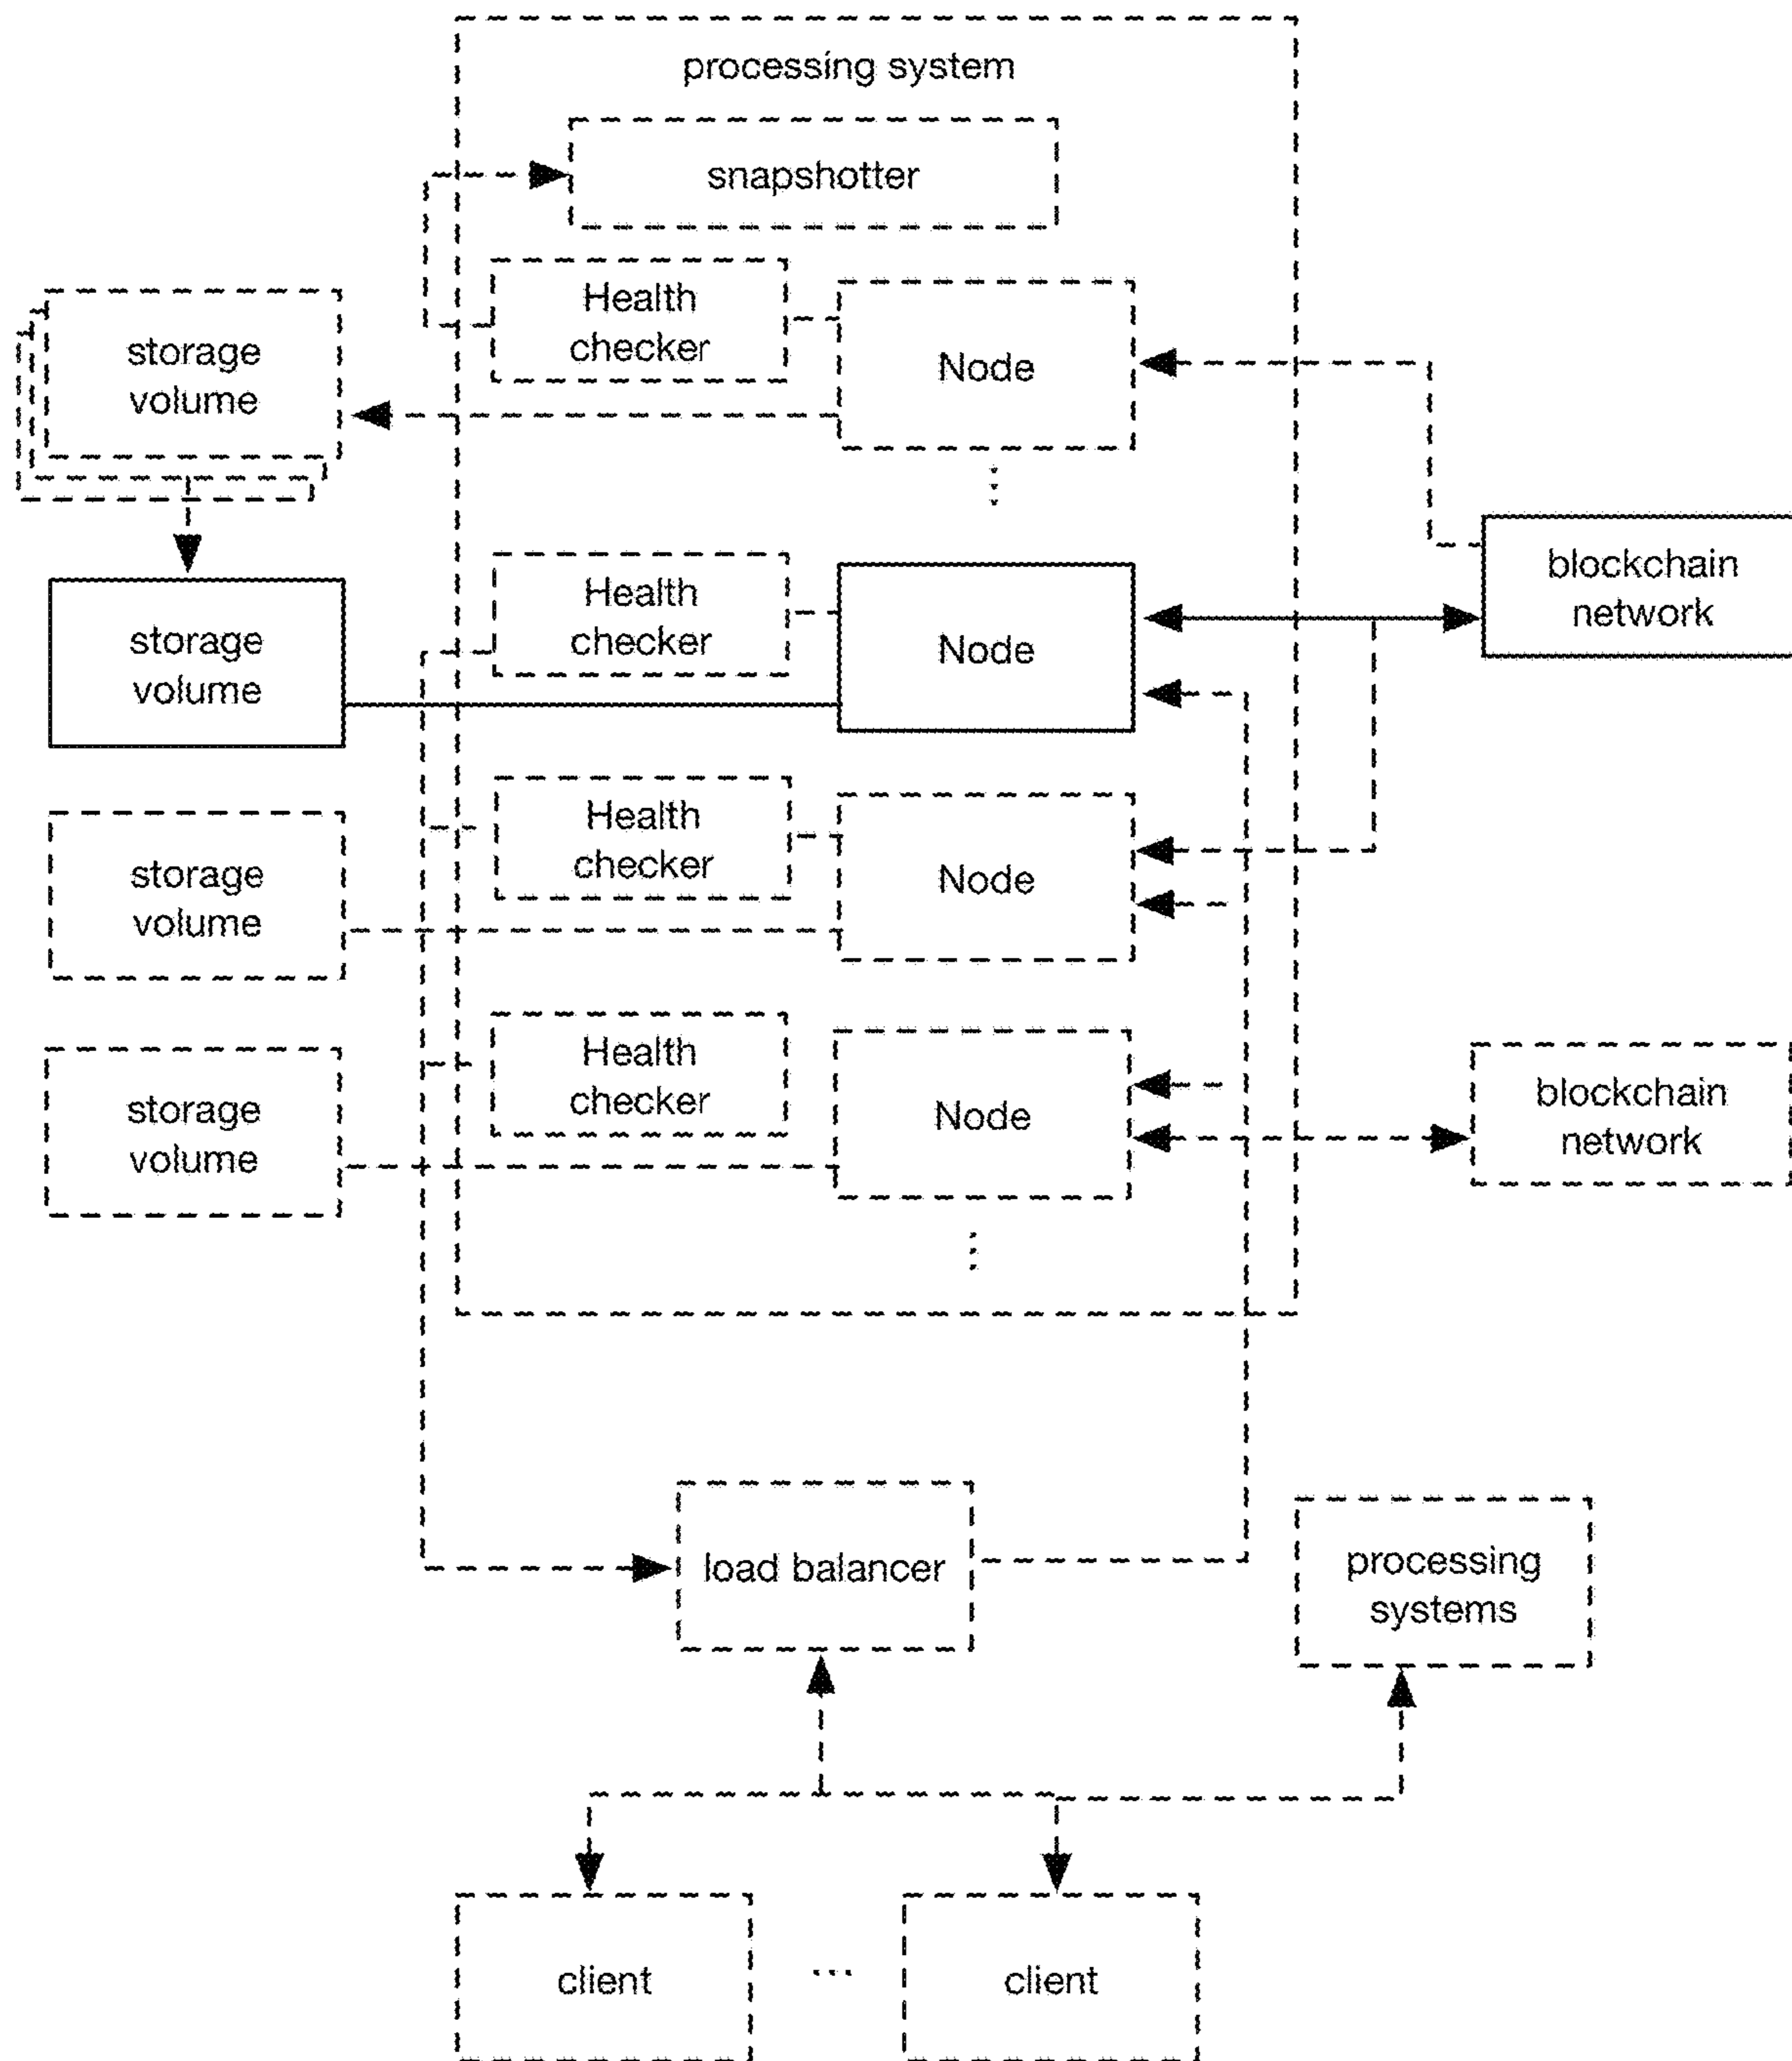 processing system
snapshotter
Health
checker
Node
storage
volume
Health
checker
Node
storage
volume
blockchain
network
Health
checker
Node
storage
volume
Health
checker
Node
storage
volume
blockchain
network
load balancer
processing
systems
client
...
client